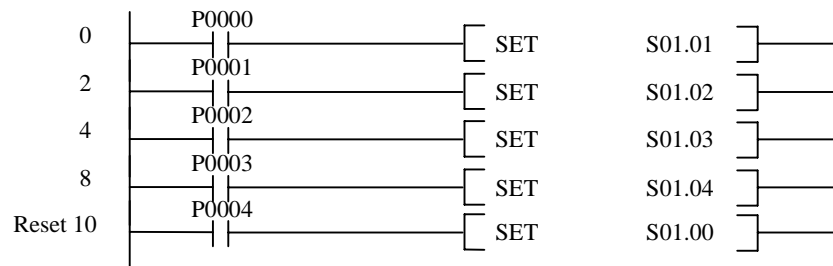 P0000
0 SET S01.01
P0001
2 SET S01.02
P0002
4 SET S01.03
P0003
8 SET S01.04
P0004
Reset 10 SET S01.00